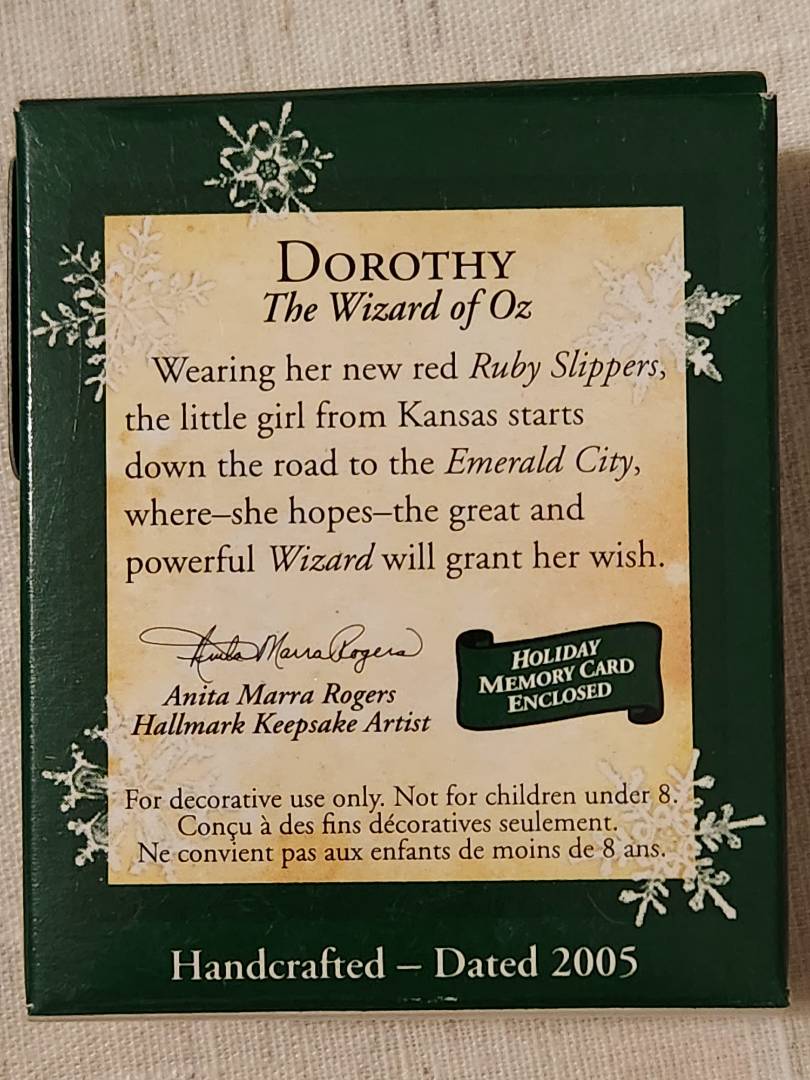 DOROTHY
The Wizard of Oz
Wearing her new red Ruby Slippers,
the little girl from Kansas starts
down the road to the Emerald City,
where–she hopes–the great and
powerful Wizard will grant her wish.
Anita Marra Rogers
Anita Marra Rogers
Hallmark Keepsake Artist
HOLIDAY
MEMORY CARD
ENCLOSED
For decorative use only. Not for children under 8.
Conçu à des fins décoratives seulement.
Ne convient pas aux enfants de moins de 8 ans.
Handcrafted – Dated 2005